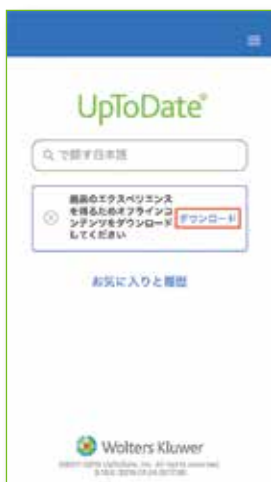 UpToDate®
で探す日本語
最高のエクスペリエンス
を得るためオフラインコ
ンテンツをダウンロード
してください
ダウンロード
お気に入りと履歴
Wolters Kluwer